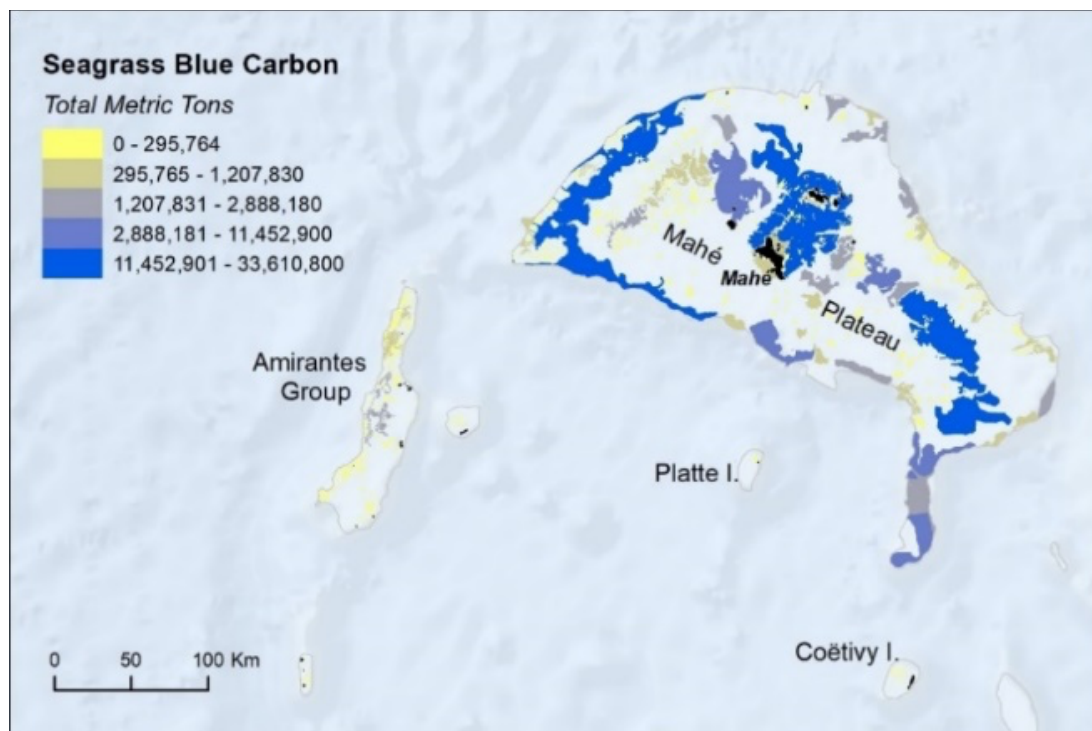 Seagrass Blue Carbon
Total Metric Tons
0 - 295,764
295,765 - 1,207,830
1,207,831 - 2,888,180
2,888,181 - 11,452,900
11,452,901 - 33,610,800
Mahé
Mahé
Plateau
Amirantes
Group
Platte I.
Coëtivy I.
0 50 100 Km